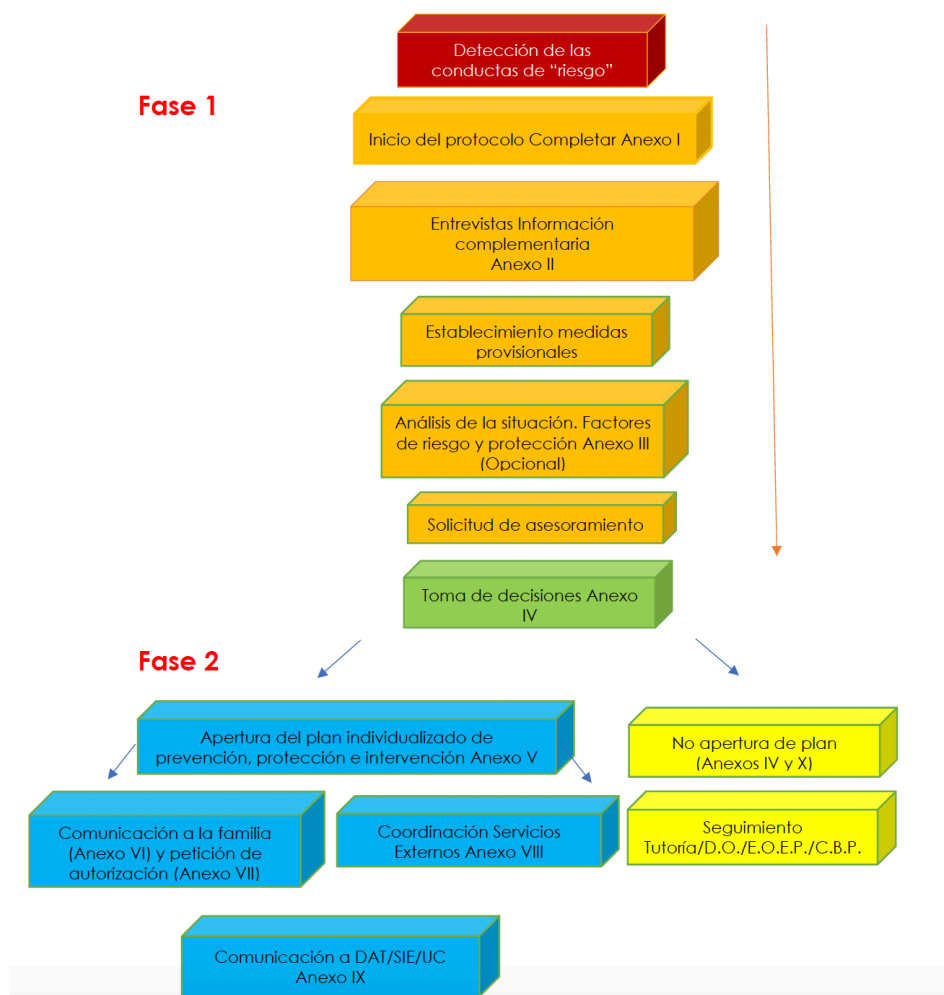 Detección de las
conductas de “riesgo”
Fase 1
Inicio del protocolo Completar Anexo I
Entrevistas Información
complementaria
Anexo II
Establecimiento medidas
provisionales
Análisis de la situación. Factores
de riesgo y protección Anexo III
(Opcional)
Solicitud de asesoramiento
Toma de decisiones Anexo
IV
Fase 2
Apertura del plan individualizado de
prevención, protección e intervención Anexo V
No apertura de plan
(Anexos IV y X)
Comunicación a la familia
(Anexo VI) y petición de
autorización (Anexo VII)
Coordinación Servicios
Externos Anexo VIII
Seguimiento
Tutoría/D.O./E.O.E.P./C.B.P.
Comunicación a DAT/SIE/UC
Anexo IX